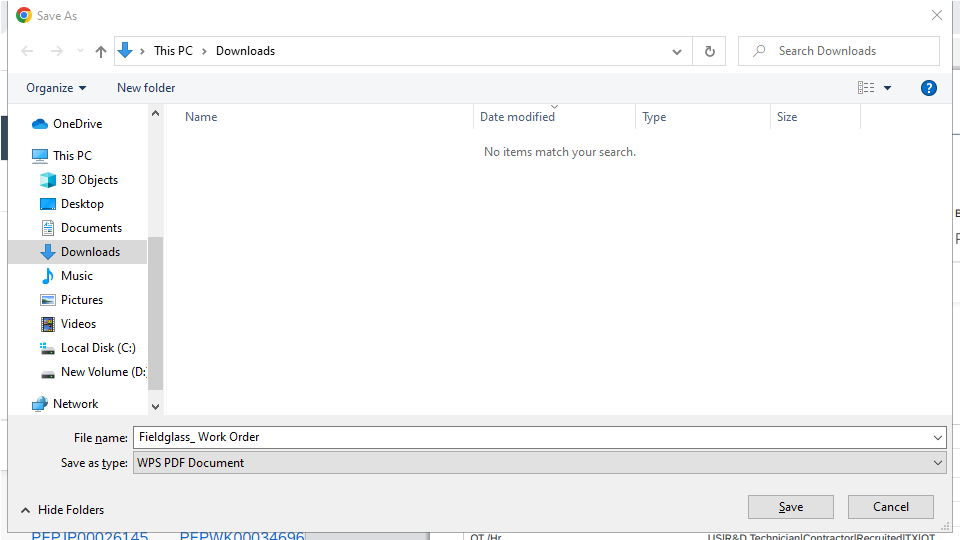 Save As
This PC > Downloads
Search Downloads
Organize New folder
?
Name Date modified Type Size
No items match your search.
OneDrive
This PC
3D Objects
Desktop
Documents
Downloads
Music
Pictures
Videos
Local Disk (C:)
New Volume (D:
Network
File name: Fieldglass_ Work Order
Save as type: WPS PDF Document
Hide Folders Save Cancel
PEPJP00026145 PEPWK00034696
OT /Hr US|R&D Technician|Contractor|Recruited|TX|OT